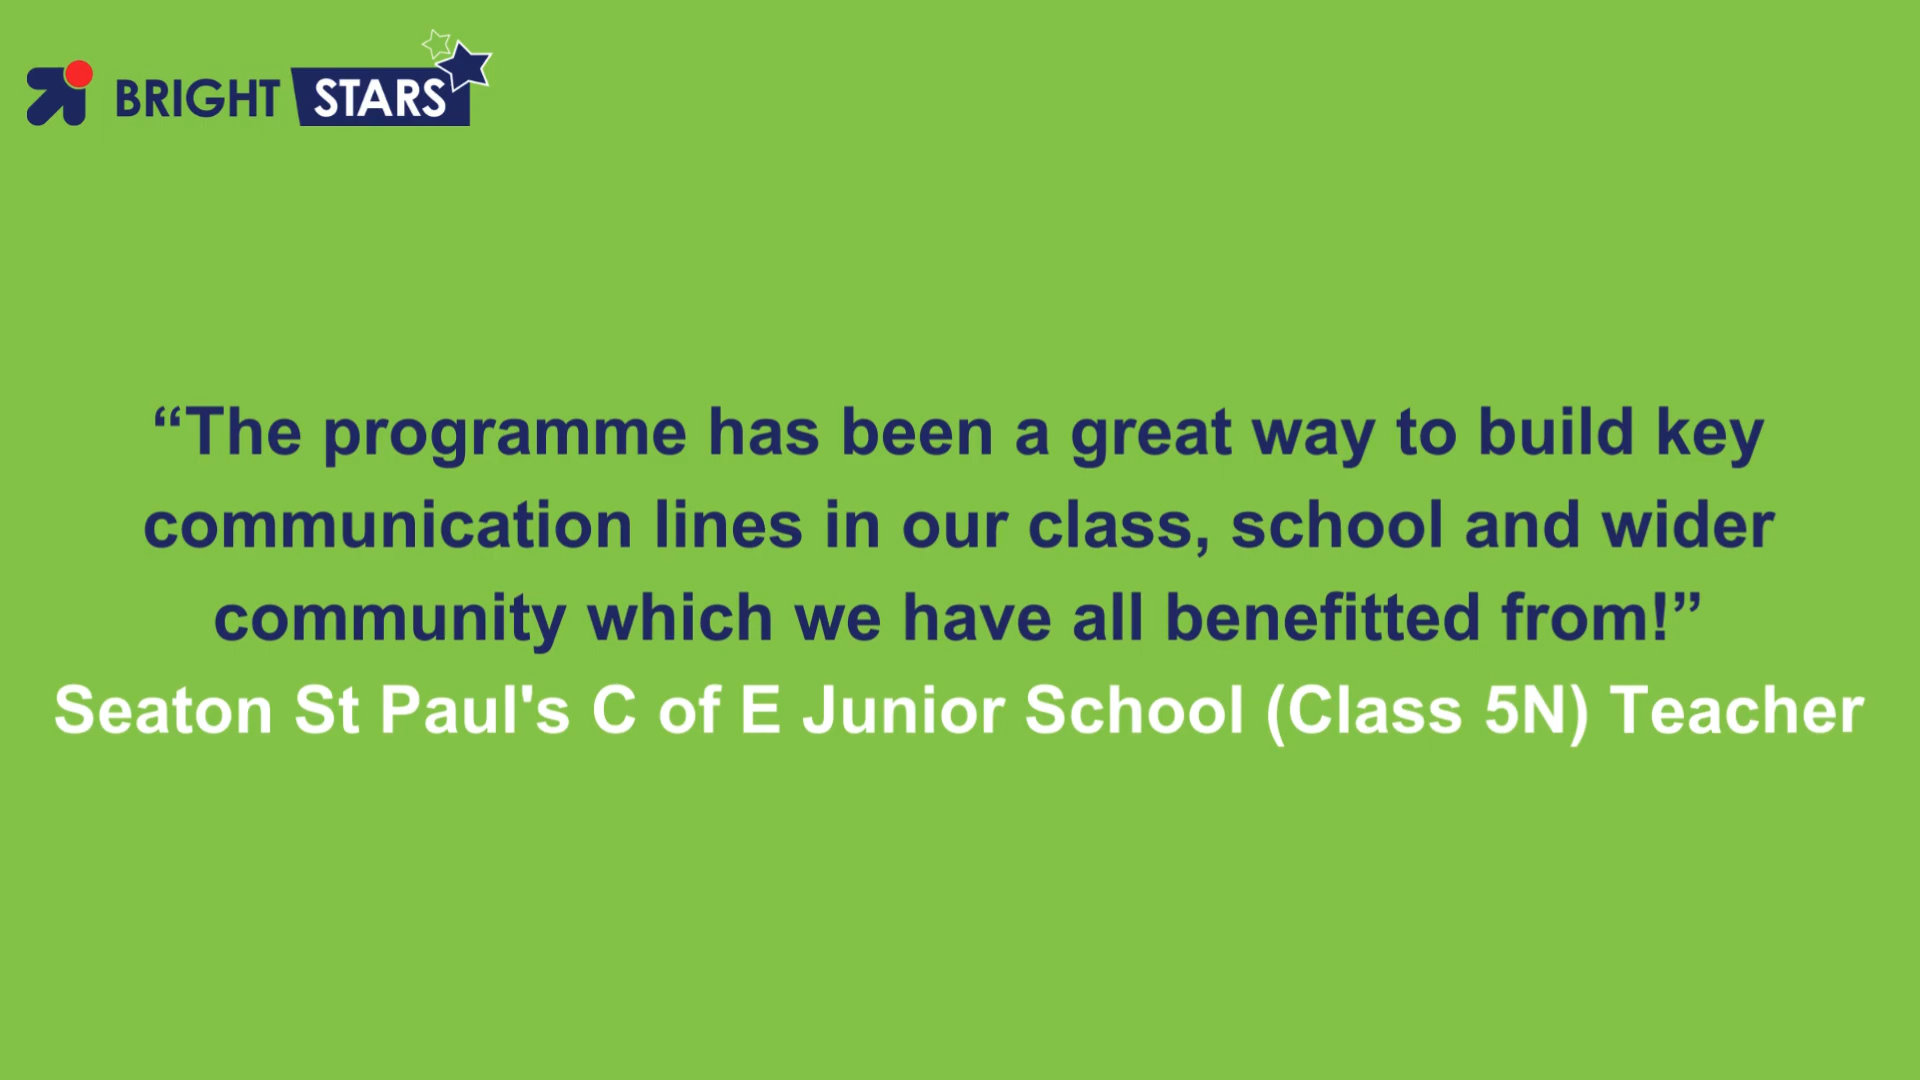 BRIGHT STARS
“The programme has been a great way to build key
communication lines in our class, school and wider
community which we have all benefitted from!”
Seaton St Paul's C of E Junior School (Class 5N) Teacher